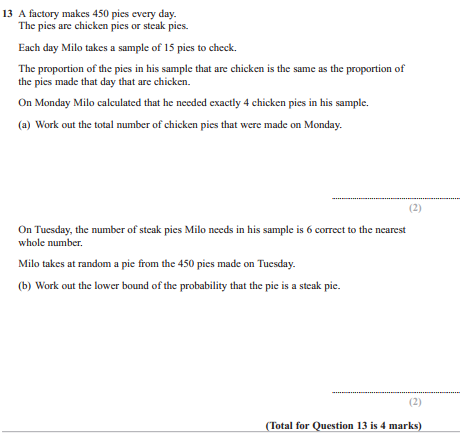 13 A factory makes 450 pies every day.
The pies are chicken pies or steak pies.
Each day Milo takes a sample of 15 pies to check.
The proportion of the pies in his sample that are chicken is the same as the proportion of
the pies made that day that are chicken.
On Monday Milo calculated that he needed exactly 4 chicken pies in his sample.
(a) Work out the total number of chicken pies that were made on Monday.
(2)
On Tuesday, the number of steak pies Milo needs in his sample is 6 correct to the nearest
whole number.
Milo takes at random a pie from the 450 pies made on Tuesday.
(b) Work out the lower bound of the probability that the pie is a steak pie.
(2)
(Total for Question 13 is 4 marks)